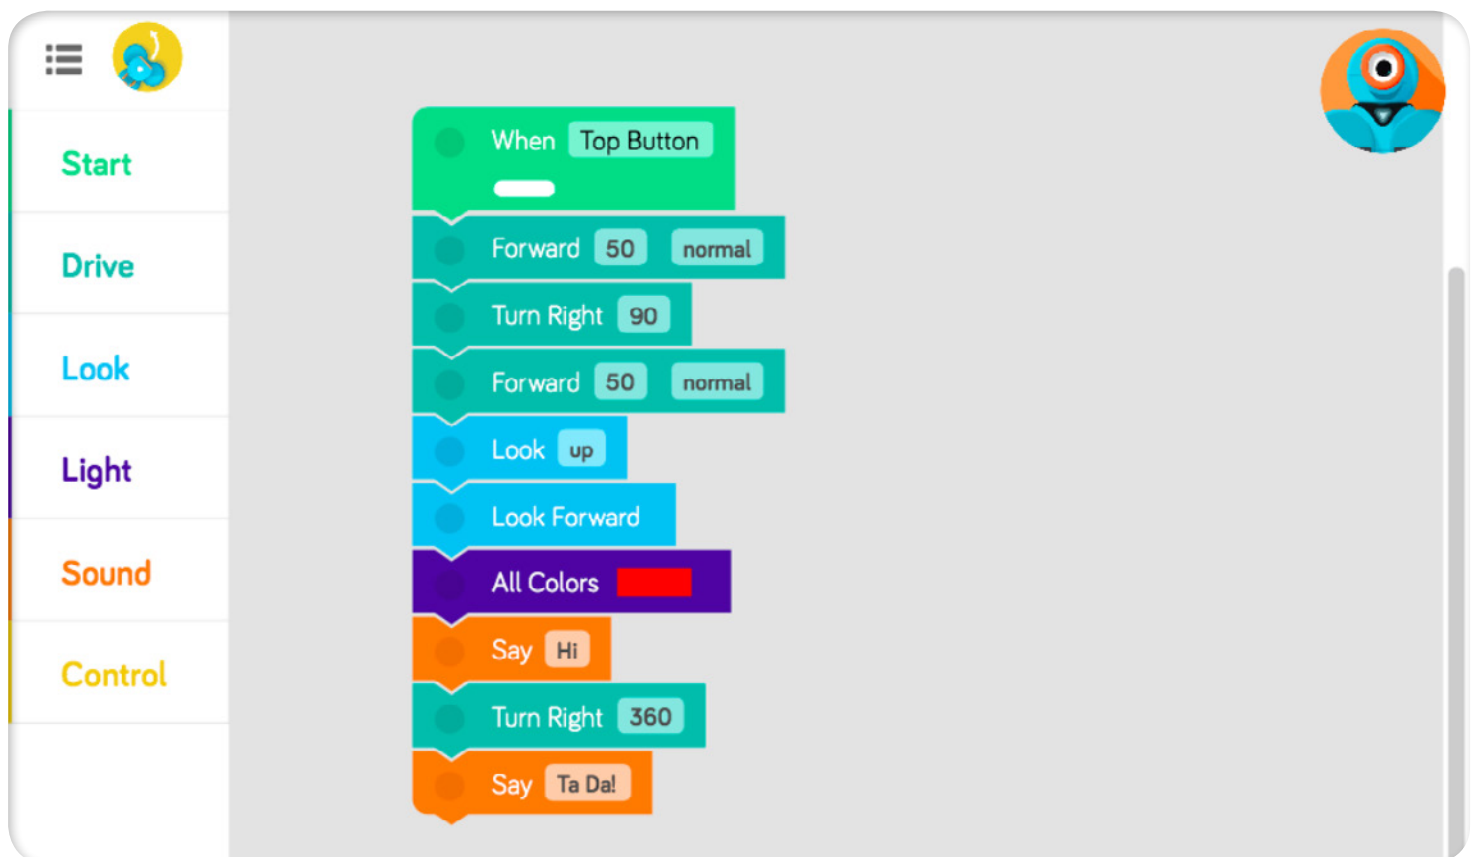 Start
Drive
Look
Light
Sound
Control
When Top Button
Forward 50 normal
Turn Right 90
Forward 50 normal
Look up
Look Forward
All Colors
Say Hi
Turn Right 360
Say Ta Da!